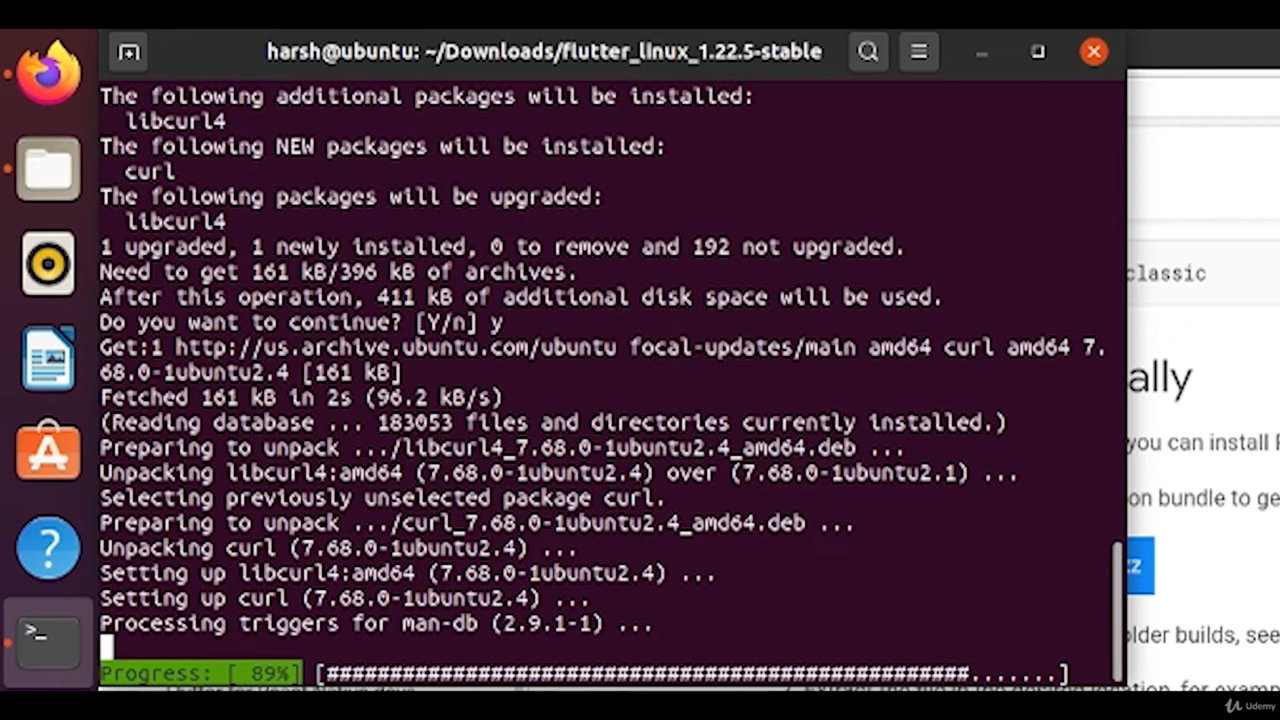 harsh@ubuntu: ~/Downloads/flutter_linux_1.22.5-stable
The following additional packages will be installed:
libcurl4
The following NEW packages will be installed:
curl
The following packages will be upgraded:
libcurl4
1 upgraded, 1 newly installed, 0 to remove and 192 not upgraded.
Need to get 161 kB/396 kB of archives.
After this operation, 411 kB of additional disk space will be used.
Do you want to continue? [Y/n] y
Get:1 http://us.archive.ubuntu.com/ubuntu focal-updates/main amd64 curl amd64 7.
68.0-1ubuntu2.4 [161 kB]
Fetched 161 kB in 2s (96.2 kB/s)
(Reading database ... 183053 files and directories currently installed.)
Preparing to unpack .../libcurl4_7.68.0-1ubuntu2.4_amd64.deb ...
Unpacking libcurl4:amd64 (7.68.0-1ubuntu2.4) over (7.68.0-1ubuntu2.1) ...
Selecting previously unselected package curl.
Preparing to unpack .../curl_7.68.0-1ubuntu2.4_amd64.deb ...
Unpacking curl (7.68.0-1ubuntu2.4) ...
Setting up libcurl4:amd64 (7.68.0-1ubuntu2.4) ...
Setting up curl (7.68.0-1ubuntu2.4) ...
Processing triggers for man-db (2.9.1-1) ...
Progress: [ 89%] [###################################################.......]
classic
ally
you can install
on bundle to ge
older builds, see
Udemy